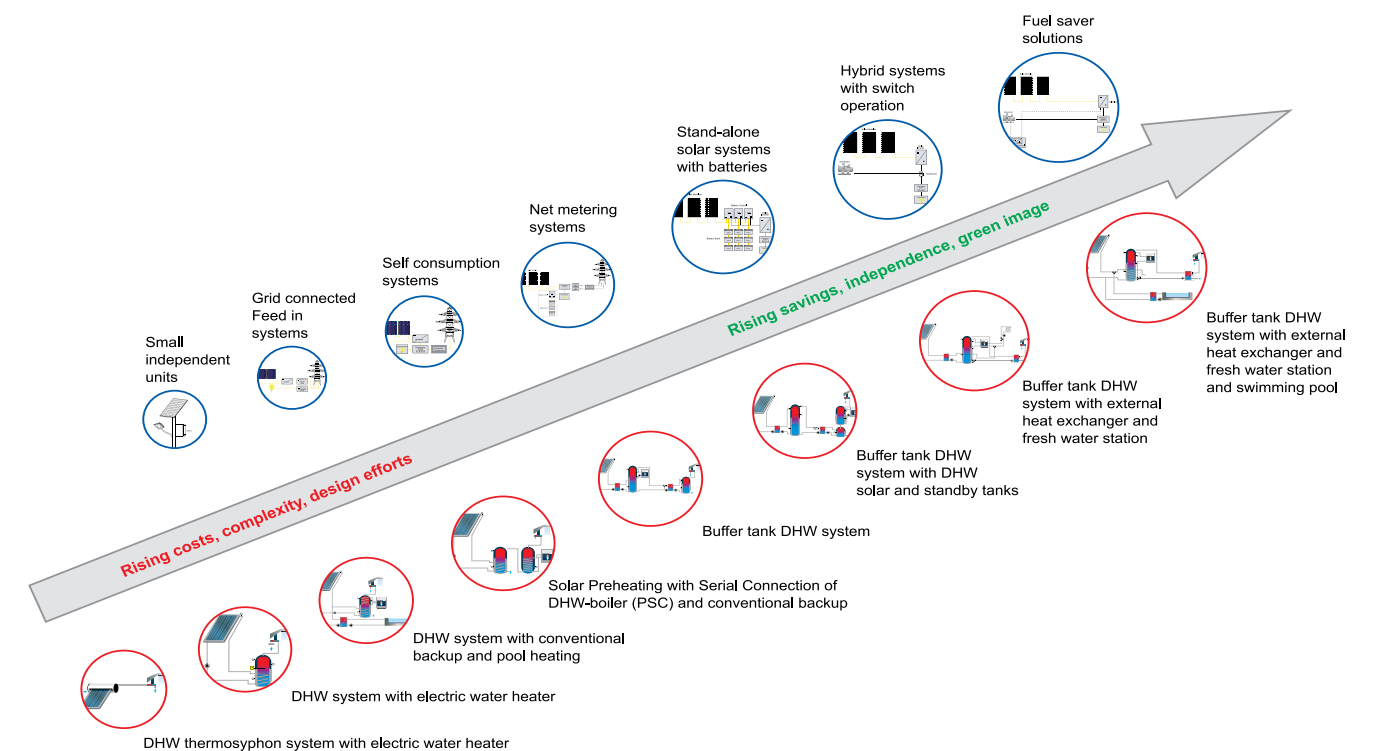 Fuel saver
solutions
Hybrid systems
with switch
operation
Stand-alone
solar systems
with batteries
Net metering
systems
Self consumption
systems
Grid connected
Feed in
systems
Small
independent
units
Rising savings, independence, green image
Rising costs, complexity, design efforts
Buffer tank DHW
system with external
heat exchanger and
fresh water station
and swimming pool
Buffer tank DHW
system with external
heat exchanger and
fresh water station
Buffer tank DHW
system with DHW
solar and standby tanks
Buffer tank DHW system
Solar Preheating with Serial Connection of
DHW-boiler (PSC) and conventional backup
DHW system with conventional
backup and pool heating
DHW system with electric water heater
DHW thermosyphon system with electric water heater